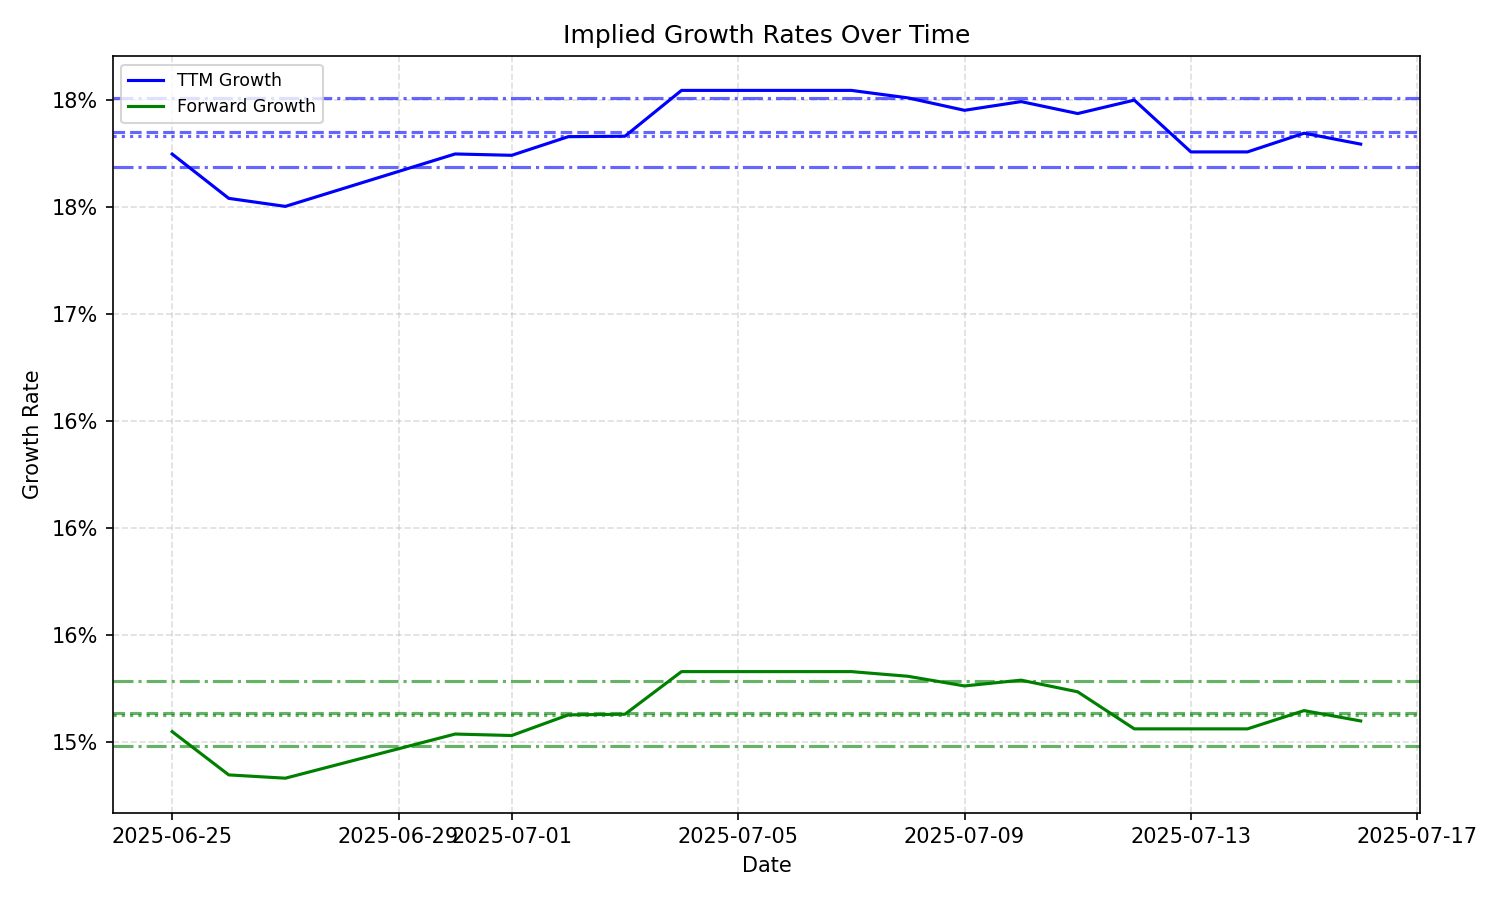 Implied Growth Rates Over Time
TTM Growth
Forward Growth
18%
18%
17%
16%
16%
16%
15%
Growth Rate
2025-06-25
2025-06-29
2025-07-01
2025-07-05
2025-07-09
2025-07-13
2025-07-17
Date